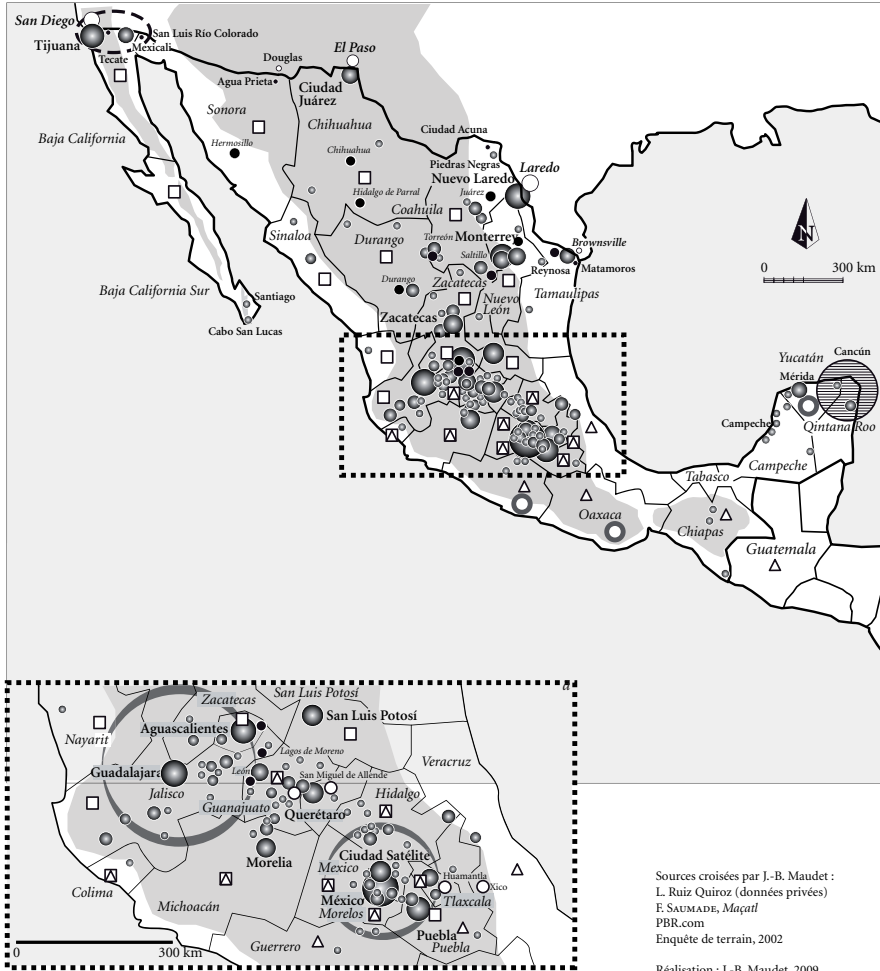 San Diego
Tijuana
San Luis Río Colorado
Mexicali
Tecate
Baja California
Baja California Sur
Santiago
Cabo San Lucas
Douglas
Agua Prieta
Sonora
Hermosillo
El Paso
Ciudad
Juárez
Chihuahua
Chihuahua
Hidalgo de Parral
Ciudad Acuna
Piedras Negras
Nuevo Laredo
Laredo
Juárez
Coahuila
Sinaloa
Durango
Torreón
Monterrey
Saltillo
Brownsville
Reynosa
Matamoros
Durango
Zacatecas
Nuevo
León
Tamaulipas
Zacatecas
N
0
300 km
Yucatán
Cancún
Mérida
Campeche
Qintana Roo
Campeche
Tabasco
Oaxaca
Chiapas
Guatemala
Zacatecas
San Luis Potosí
San Luis Potosí
Aguascalientes
Nayarit
Lagos de Moreno
Veracruz
Guadalajara
León
San Miguel de Allende
Jalisco
Guanajuato
Querétaro
Hidalgo
Morelia
Ciudad Satélite
Mexico
Huamantla
Xico
Colima
Michoacán
México
Morelos
Tlaxcala
Puebla
Puebla
Guerrero
0
300 km
Sources croisées par J.-B. Maudet :
L. Ruiz Quiroz (données privées)
F. SAUMADE, Maçatl
PBR.com
Enquête de terrain, 2002
Réalisation : J.-B. Maudet, 2009